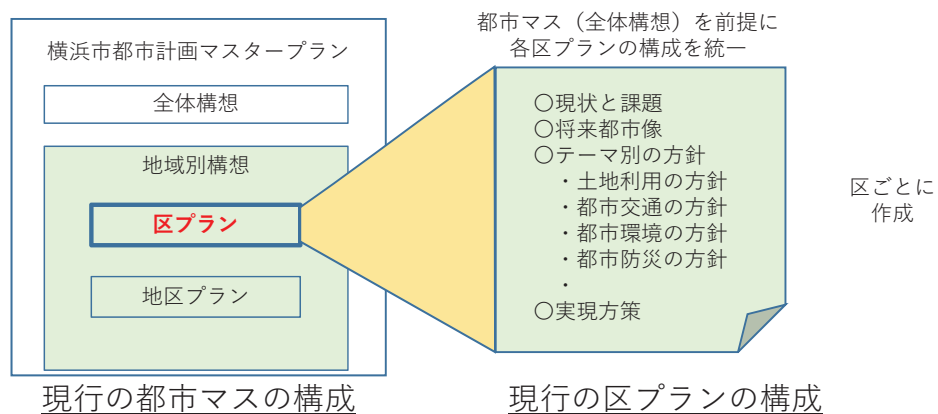 横浜市都市計画マスタープラン
全体構想
地域別構想
区プラン
地区プラン
現行の都市マスの構成
都市マス（全体構想）を前提に
各区プランの構成を統一
〇現状と課題
〇将来都市像
〇テーマ別の方針
・土地利用の方針
・都市交通の方針
・都市環境の方針
・都市防災の方針
・
〇実現方策
区ごとに
作成
現行の区プランの構成